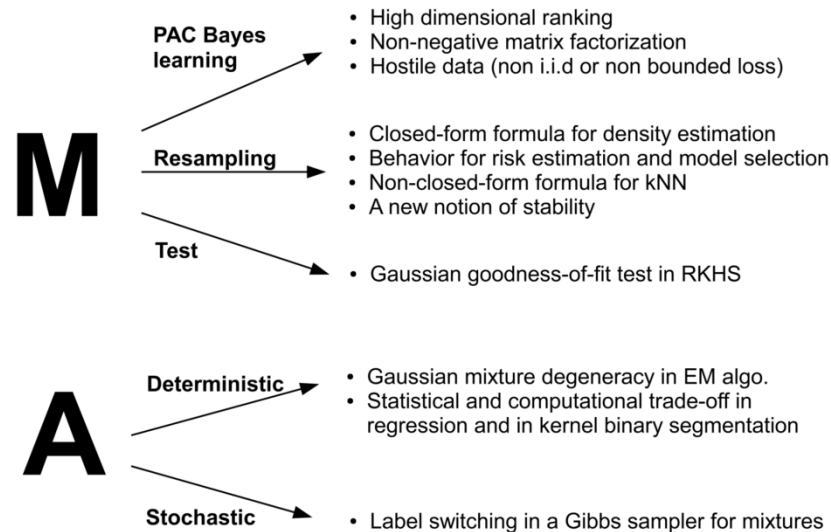 PAC Bayes
learning
• High dimensional ranking
• Non-negative matrix factorization
• Hostile data (non i.i.d or non bounded loss)
M
Resampling
• Closed-form formula for density estimation
• Behavior for risk estimation and model selection
• Non-closed-form formula for kNN
• A new notion of stability
Test
• Gaussian goodness-of-fit test in RKHS
A
Deterministic
• Gaussian mixture degeneracy in EM algo.
• Statistical and computational trade-off in
regression and in kernel binary segmentation
Stochastic
• Label switching in a Gibbs sampler for mixtures